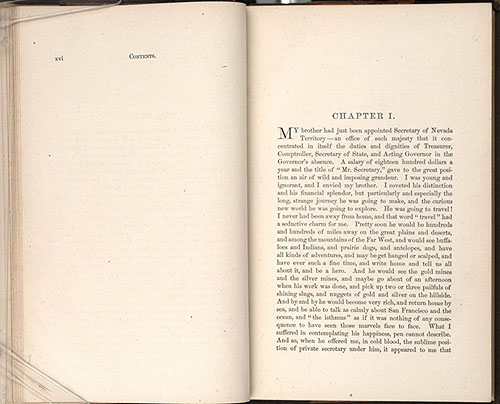 xvi
CONTENTS.
CHAPTER I.
MY brother had just been appointed Secretary of Nevada
Territory—an office of such majesty that it con-
centrated in itself the duties and dignities of Treasurer,
Comptroller, Secretary of State, and Acting Governor in the
Governor's absence. A salary of eighteen hundred dollars a
year and the title of "Mr. Secretary," gave to the great posi-
tion an air of wild and imposing grandeur. I was young and
ignorant, and I envied my brother. I coveted his distinction
and his financial splendor, but particularly and especially the
long, strange journey he was going to make, and the curious
new world he was going to explore. He was going to travel!
I never had been away from home, and that word "travel" had
a seductive charm for me. Pretty soon he would be hundreds
and hundreds of miles away on the great plains and deserts,
and among the mountains of the Far West, and would see buffa-
loes and Indians, and prairie dogs, and antelopes, and have
all kinds of adventures, and may be get hanged or scalped, and
have ever such a fine time, and write home and tell us all
about it, and be a hero. And he would see the gold mines
and the silver mines, and maybe go about of an afternoon
when his work was done, and pick up two or three pailfuls of
shining slugs, and nuggets of gold and silver on the hillside.
And by and by he would become very rich, and return home by
sea, and be able to talk as calmly about San Francisco and the
ocean, and "the isthmus" as if it was nothing of any conse-
quence to have seen those marvels face to face. What I
suffered in contemplating his happiness, pen cannot describe.
And so, when he offered me, in cold blood, the sublime posi-
tion of private secretary under him, it appeared to me that